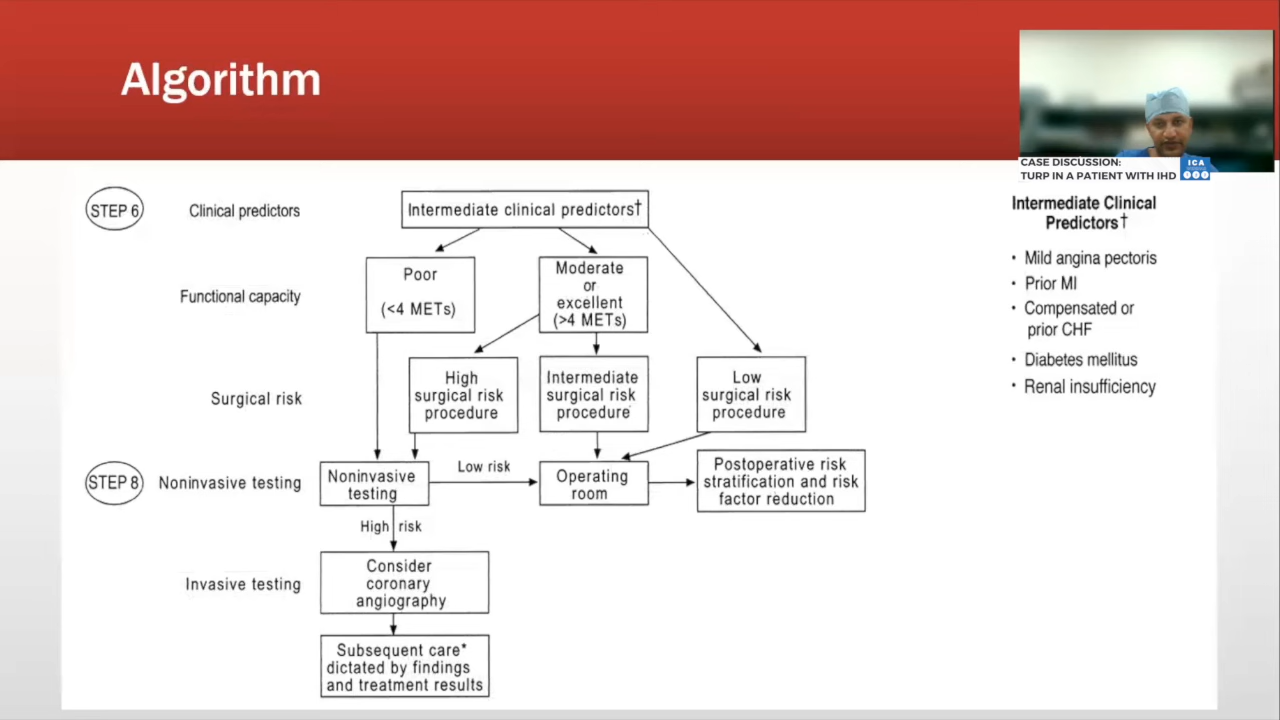 Algorithm
ICA
CASE DISCUSSION:
TURP IN A PATIENT WITH IHD
STEP 6
Clinical predictors
Intermediate clinical predictors†
Functional capacity
Poor
(<4 METs)
Moderate
or
excellent
(>4 METs)
Surgical risk
High
surgical risk
procedure
Intermediate
surgical risk
procedure
Low
surgical risk
procedure
STEP 8
Noninvasive testing
Noninvasive
testing
Low risk
Operating
room
Postoperative risk
stratification and risk
factor reduction
High risk
Invasive testing
Consider
coronary
angiography
Subsequent care*
dictated by findings
and treatment results
Intermediate Clinical
Predictors†
• Mild angina pectoris
• Prior MI
• Compensated or
prior CHF
• Diabetes mellitus
• Renal insufficiency